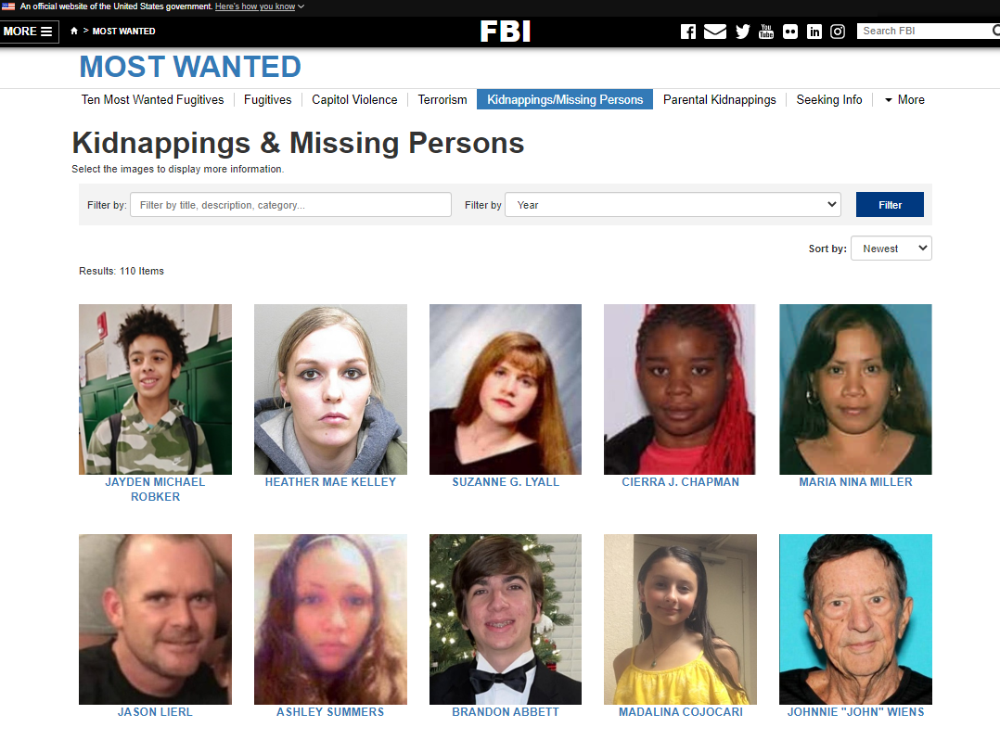 An official website of the United States government. Here's how you know
MORE
> MOST WANTED
FBI
You
Tube
in
Search FBI
MOST WANTED
Ten Most Wanted Fugitives
Fugitives
Capitol Violence
Terrorism
Kidnappings/Missing Persons
Parental Kidnappings
Seeking Info
More
Kidnappings & Missing Persons
Select the images to display more information.
Filter by: Filter by title, description, category...
Filter by Year
Filter
Sort by: Newest
Results: 110 Items
JAYDEN MICHAEL
ROBKER
HEATHER MAE KELLEY
SUZANNE G. LYALL
CIERRA J. CHAPMAN
MARIA NINA MILLER
JASON LIERL
ASHLEY SUMMERS
BRANDON ABBETT
MADALINA COJOCARI
JOHNNIE "JOHN" WIENS